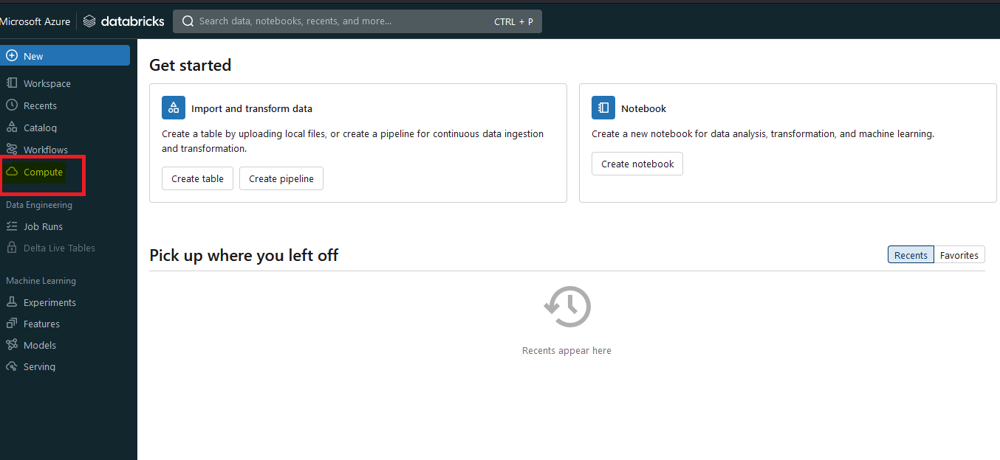 Microsoft Azure databricks Search data, notebooks, recents, and more... CTRL + P
New
Workspace
Recents
Catalog
Workflows
Compute
Data Engineering
Job Runs
Delta Live Tables
Machine Learning
Experiments
Features
Models
Serving
Get started
Import and transform data
Create a table by uploading local files, or create a pipeline for continuous data ingestion
and transformation.
Create table Create pipeline
Notebook
Create a new notebook for data analysis, transformation, and machine learning.
Create notebook
Pick up where you left off
Recents Favorites
Recents appear here